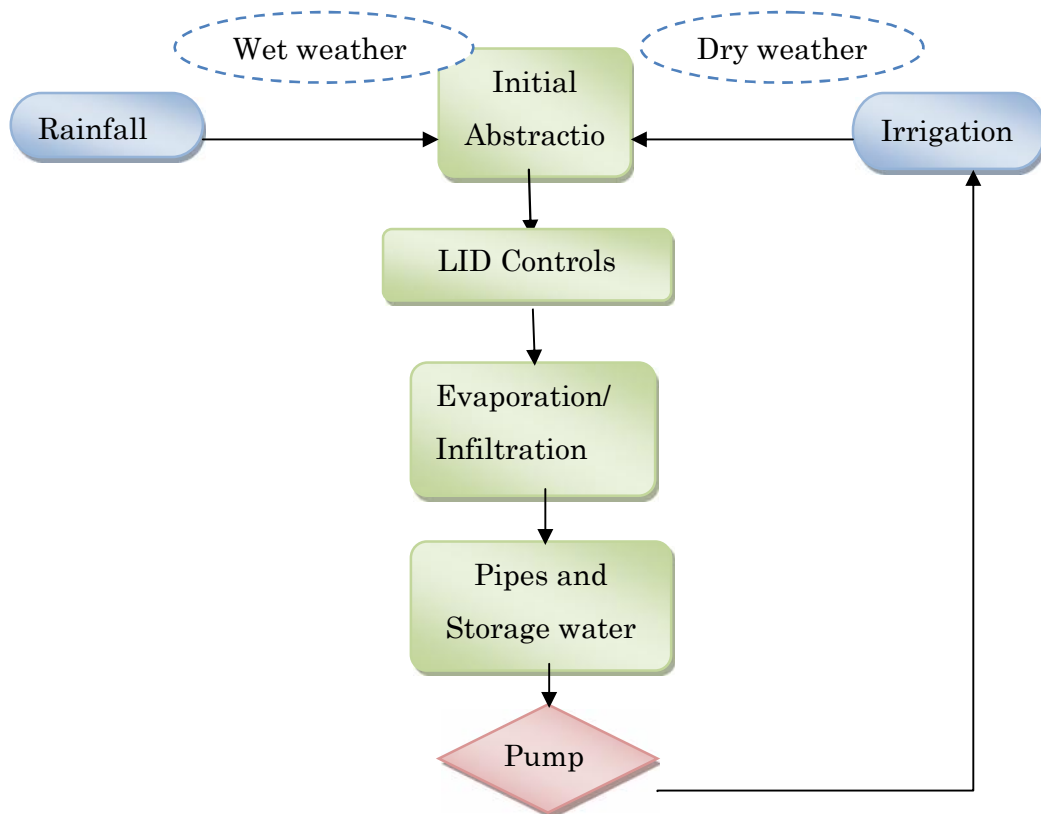 Wet weather
Dry weather
Initial
Abstractio
Rainfall
Irrigation
LID Controls
Evaporation/
Infiltration
Pipes and
Storage water
Pump